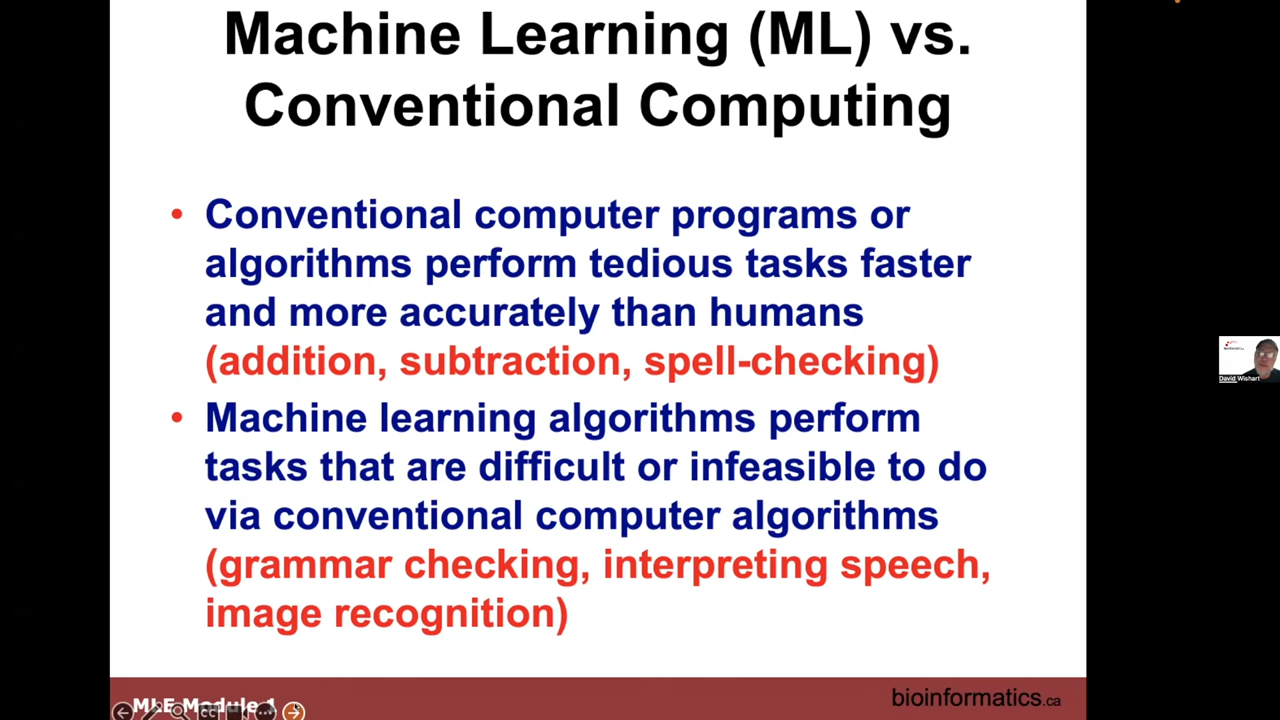 Machine Learning (ML) vs.
Conventional Computing
• Conventional computer programs or
algorithms perform tedious tasks faster
and more accurately than humans
(addition, subtraction, spell-checking)
• Machine learning algorithms perform
tasks that are difficult or infeasible to do
via conventional computer algorithms
(grammar checking, interpreting speech,
image recognition)
David Wishart
MLE Module 1
bioinformatics.ca